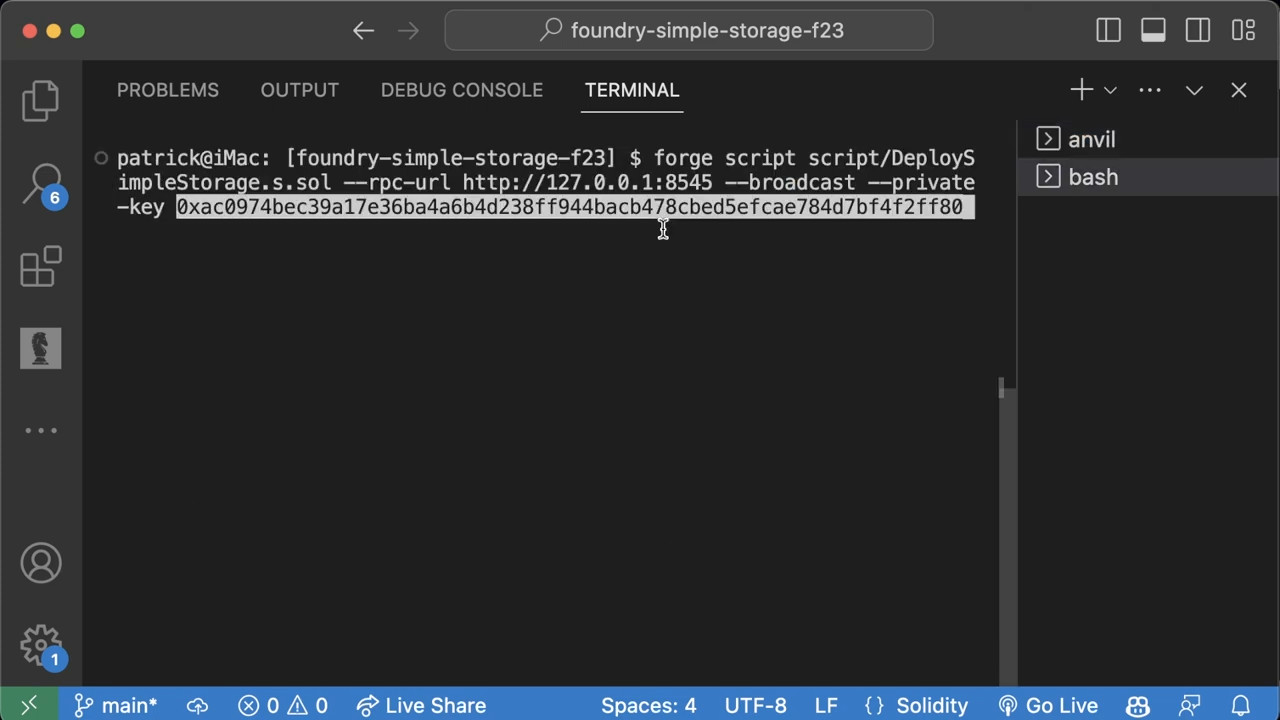 foundry-simple-storage-f23
PROBLEMS OUTPUT DEBUG CONSOLE TERMINAL
patrick@iMac: [foundry-simple-storage-f23] $ forge script script/DeployS
impleStorage.s.sol --rpc-url http://127.0.0.1:8545 --broadcast --private
-key 0xac0974bec39a17e36ba4a6b4d238ff944bacb478cbed5efcae784d7bf4f2ff80
anvil
bash
6
1
main* 0 0 Live Share Spaces: 4 UTF-8 LF {} Solidity Go Live